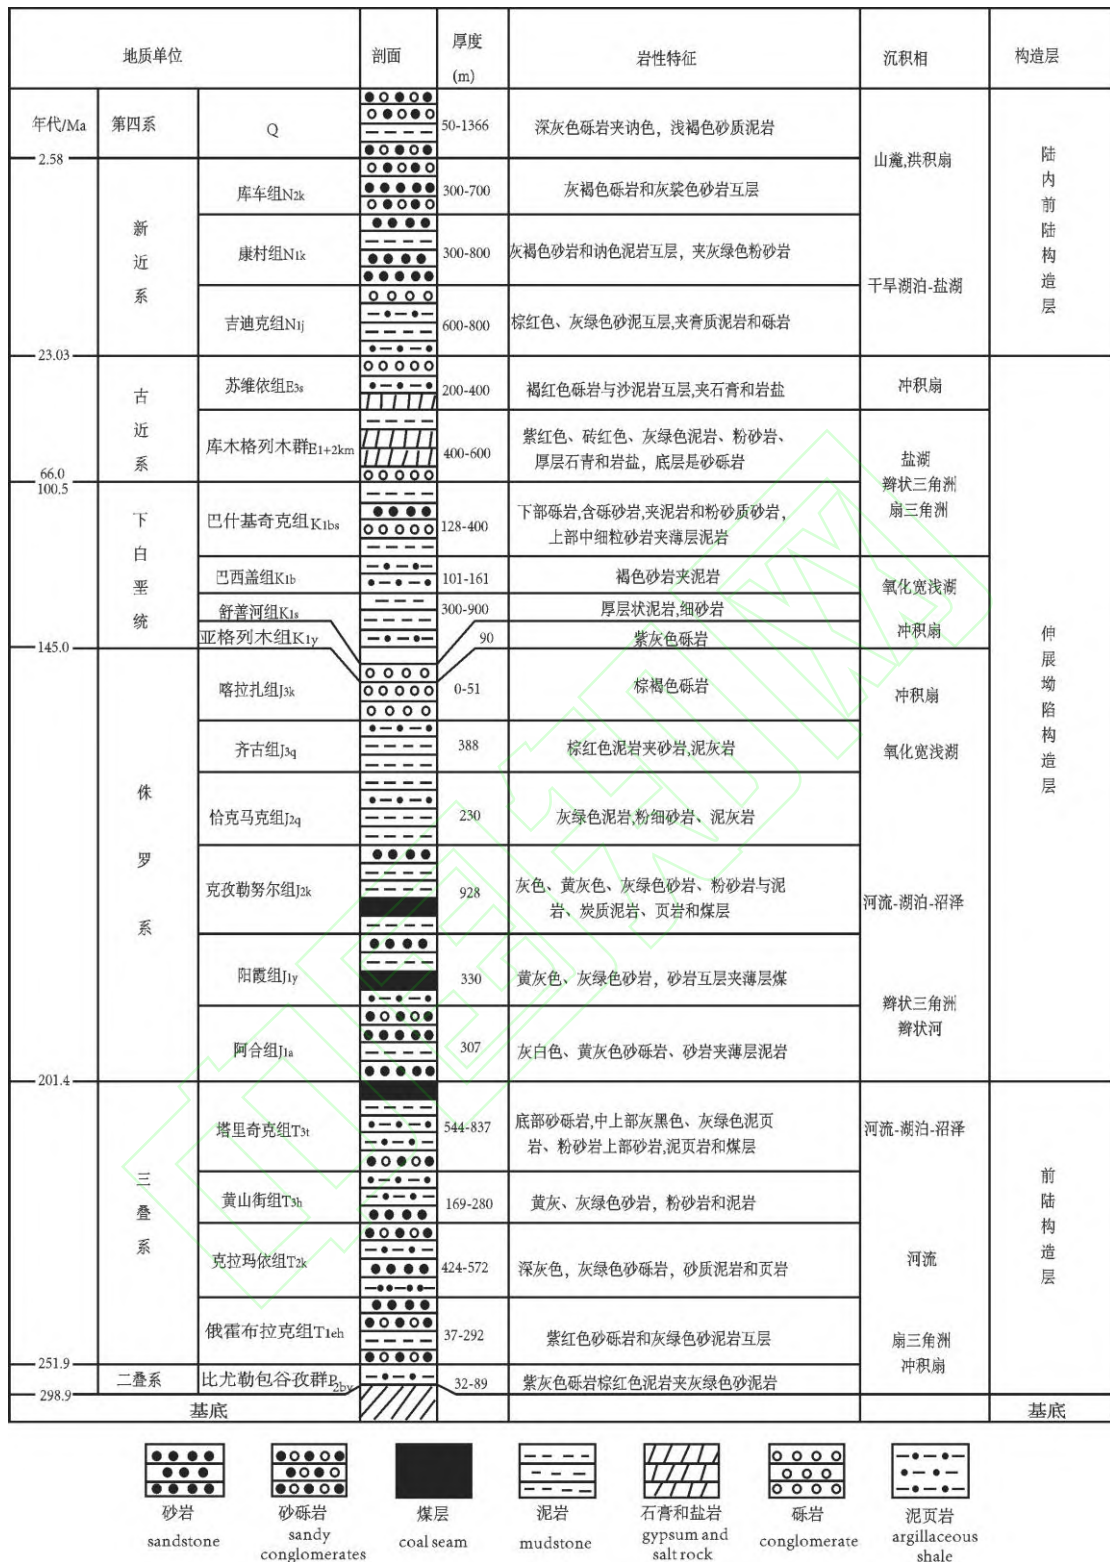 地质单位 剖面 厚度 (m) 岩性特征 沉积相 构造层
年代/Ma 第四系 Q 50-1366 深灰色砾岩夹讷色，浅褐色砂质泥岩
2.58
山麓,洪积扇
陆内前陆构造层
新近系
库车组N2k 300-700 灰褐色砾岩和灰棕色砂岩互层
康村组N1k 300-800 灰褐色砂岩和讷色泥岩互层，夹灰绿色粉砂岩
干旱湖泊-盐湖
吉迪克组N1j 600-800 棕红色、灰绿色砂泥互层,夹膏质泥岩和砾岩
23.03
古近系
苏维依组E3s 200-400 褐红色砾岩与沙泥岩互层,夹石膏和岩盐 冲积扇
库木格列木群E1+2km 400-600 紫红色、砖红色、灰绿色泥岩、粉砂岩、
厚层石青和岩盐，底层是砂砾岩
盐湖
辫状三角洲
扇三角洲
66.0
100.5
下白垩统
巴什基奇克组K1bs 128-400 下部砾岩,含砾砂岩,夹泥岩和粉砂质砂岩，
上部中细粒砂岩夹薄层泥岩
巴西盖组K1b 101-161 褐色砂岩夹泥岩 氧化宽浅湖
舒善河组K1s 300-900 厚层状泥岩,细砂岩
亚格列木组K1y 90 紫灰色砾岩 冲积扇
145.0
伸展坳陷构造层
侏罗系
喀拉扎组J3k 0-51 棕褐色砾岩 冲积扇
齐古组J3q 388 棕红色泥岩夹砂岩,泥灰岩 氧化宽浅湖
恰克马克组J2q 230 灰绿色泥岩,粉细砂岩、泥灰岩
克孜勒努尔组J2k 928 灰色、黄灰色、灰绿色砂岩、粉砂岩与泥
岩、炭质泥岩、页岩和煤层
河流-湖泊-沼泽
阳霞组J1y 330 黄灰色、灰绿色砂岩，砂岩互层夹薄层煤
辫状三角洲
辫状河
阿合组J1a 307 灰白色、黄灰色砂砾岩、砂岩夹薄层泥岩
201.4
三叠系
塔里奇克组T3t 544-837 底部砂砾岩,中上部灰黑色、灰绿色泥页
岩、粉砂岩上部砂岩,泥页岩和煤层
河流-湖泊-沼泽
前陆构造层
黄山街组T3h 169-280 黄灰、灰绿色砂岩，粉砂岩和泥岩
克拉玛依组T2k 424-572 深灰色，灰绿色砂砾岩，砂质泥岩和页岩 河流
俄霍布拉克组T1eh 37-292 紫红色砂砾岩和灰绿色砂泥岩互层
扇三角洲
冲积扇
251.9
二叠系 比尤勒包谷孜群P2by 32-89 紫灰色砾岩棕红色泥岩夹灰绿色砂泥岩
298.9
基底 基底
砂岩 砂砾岩 煤层 泥岩 石膏和盐岩 砾岩 泥页岩
sandstone sandy conglomerates coal seam mudstone gypsum and salt rock conglomerate argillaceous shale